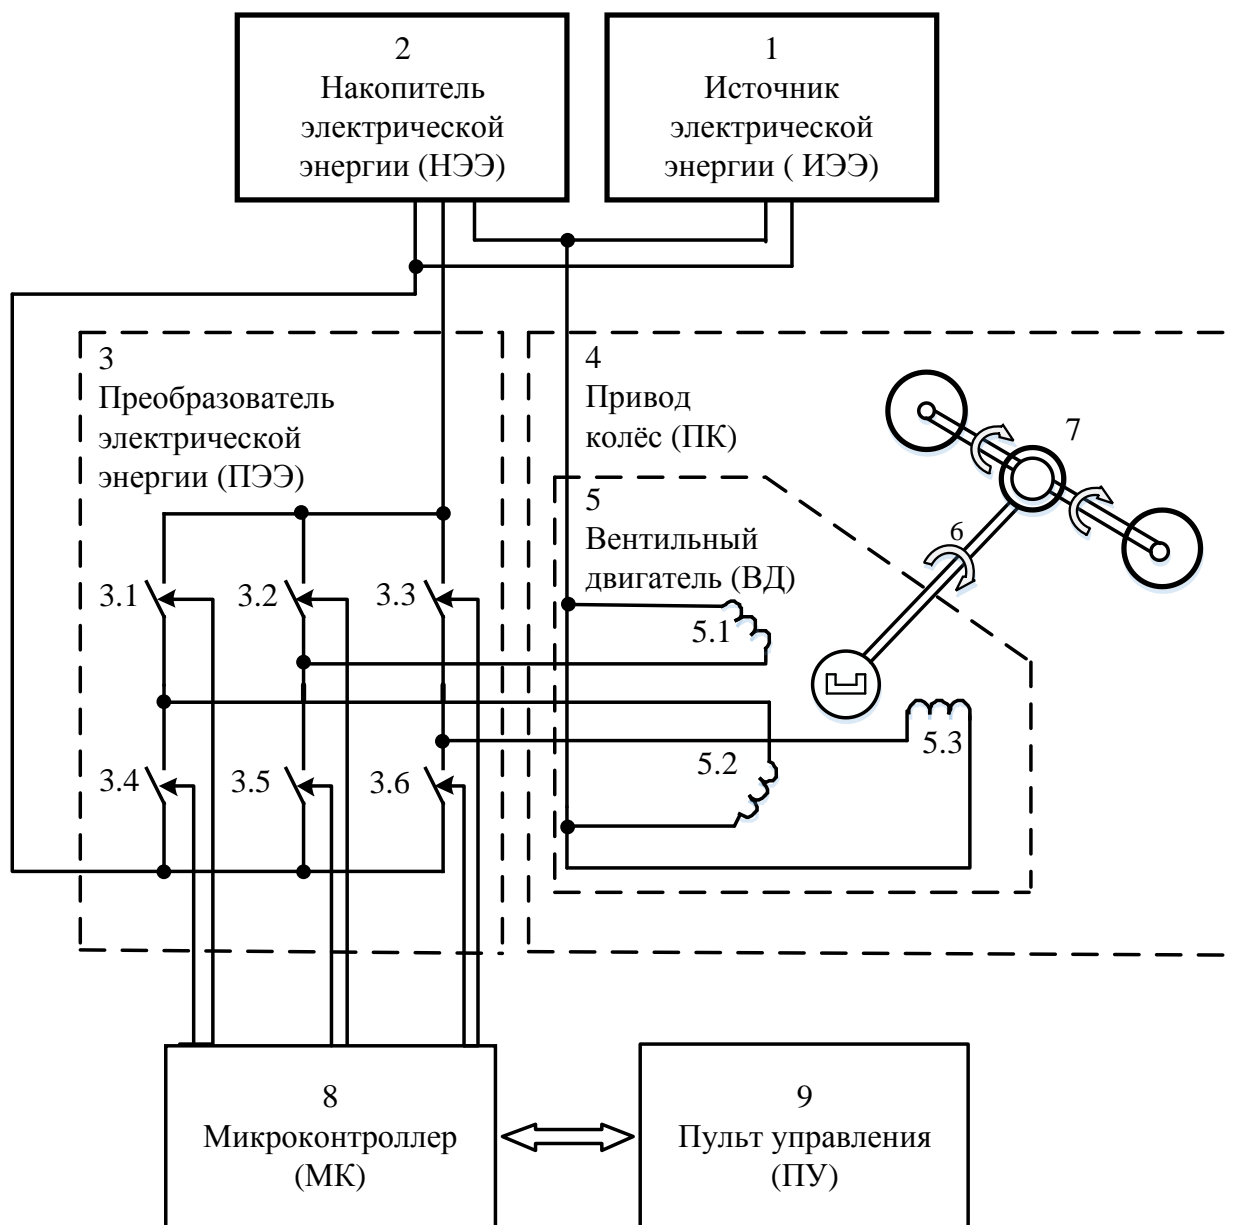 2
Накопитель
электрической
энергии (НЭЭ)
1
Источник
электрической
энергии ( ИЭЭ)
3
Преобразователь
электрической
энергии (ПЭЭ)
4
Привод
колёс (ПК)
7
5
Вентильный
двигатель (ВД)
6
3.1
3.2
3.3
5.1
3.4
3.5
3.6
5.2
5.3
8
Микроконтроллер
(МК)
9
Пульт управления
(ПУ)